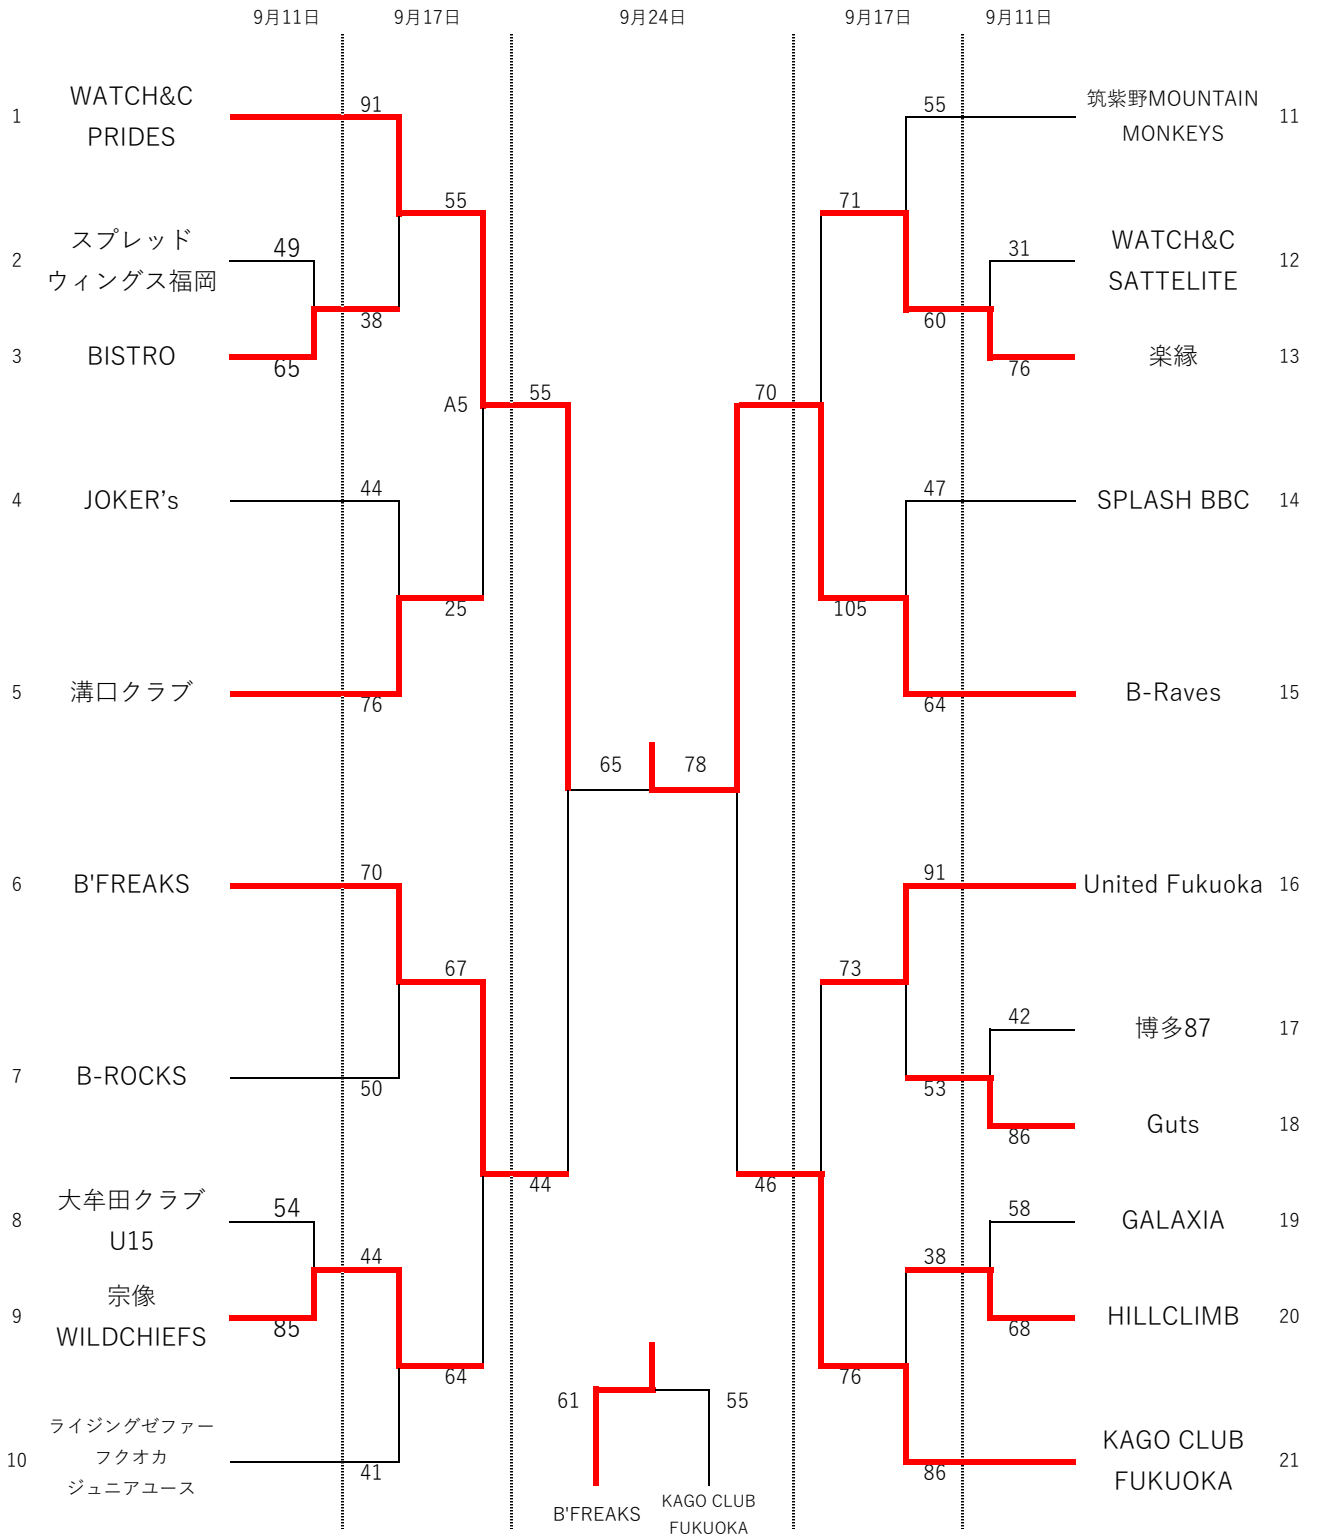 9月11日 9月17日 9月24日 9月17日 9月11日
1 WATCH&C
PRIDES
91
2 スプレッド
ウィングス福岡
49
3 BISTRO
65
38
55
4 JOKER's
44
A5
55
5 溝口クラブ
76
25
6 B'FREAKS
70
67
7 B-ROCKS
50
8 大牟田クラブ
U15
54
9 宗像
WILDCHIEFS
85
44
44
64
10 ライジングゼファー
フクオカ
ジュニアユース
41
65 78
61 55
B'FREAKS
KAGO CLUB
FUKUOKA
55
筑紫野MOUNTAIN
MONKEYS
11
71
31
WATCH&C
SATTELITE
12
60
76
楽縁 13
70
47
SPLASH BBC 14
105
64
B-Raves 15
91
United Fukuoka 16
73
42
博多87 17
53
86
Guts 18
46
58
GALAXIA 19
38
68
HILLCLIMB 20
76
86
KAGO CLUB
FUKUOKA
21